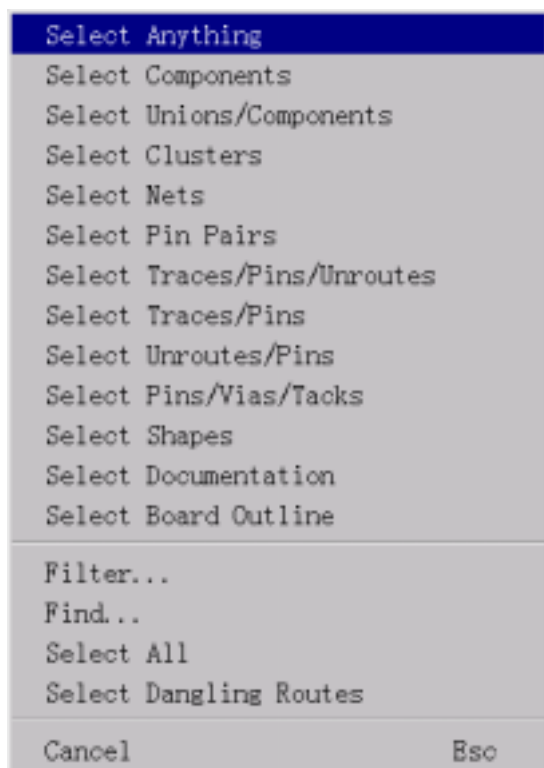 Select Anything
Select Components
Select Unions/Components
Select Clusters
Select Nets
Select Pin Pairs
Select Traces/Pins/Unroutes
Select Traces/Pins
Select Unroutes/Pins
Select Pins/Vias/Tacks
Select Shapes
Select Documentation
Select Board Outline
Filter...
Find...
Select All
Select Dangling Routes
Cancel Esc